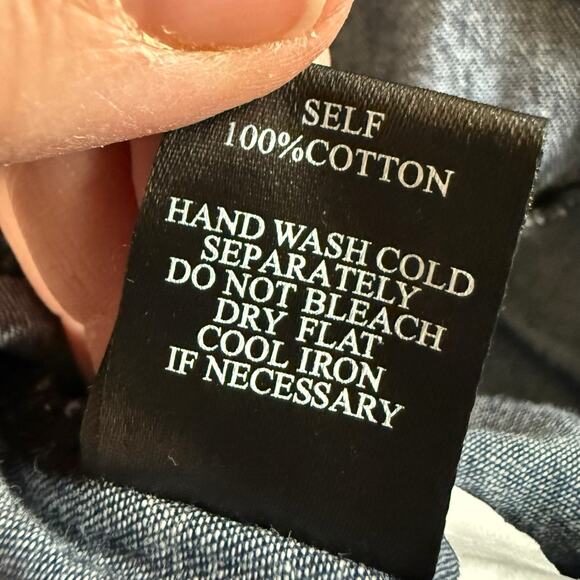 SELF
100%COTTON
HAND WASH COLD
SEPARATELY
DO NOT BLEACH
DRY FLAT
COOL IRON
IF NECESSARY